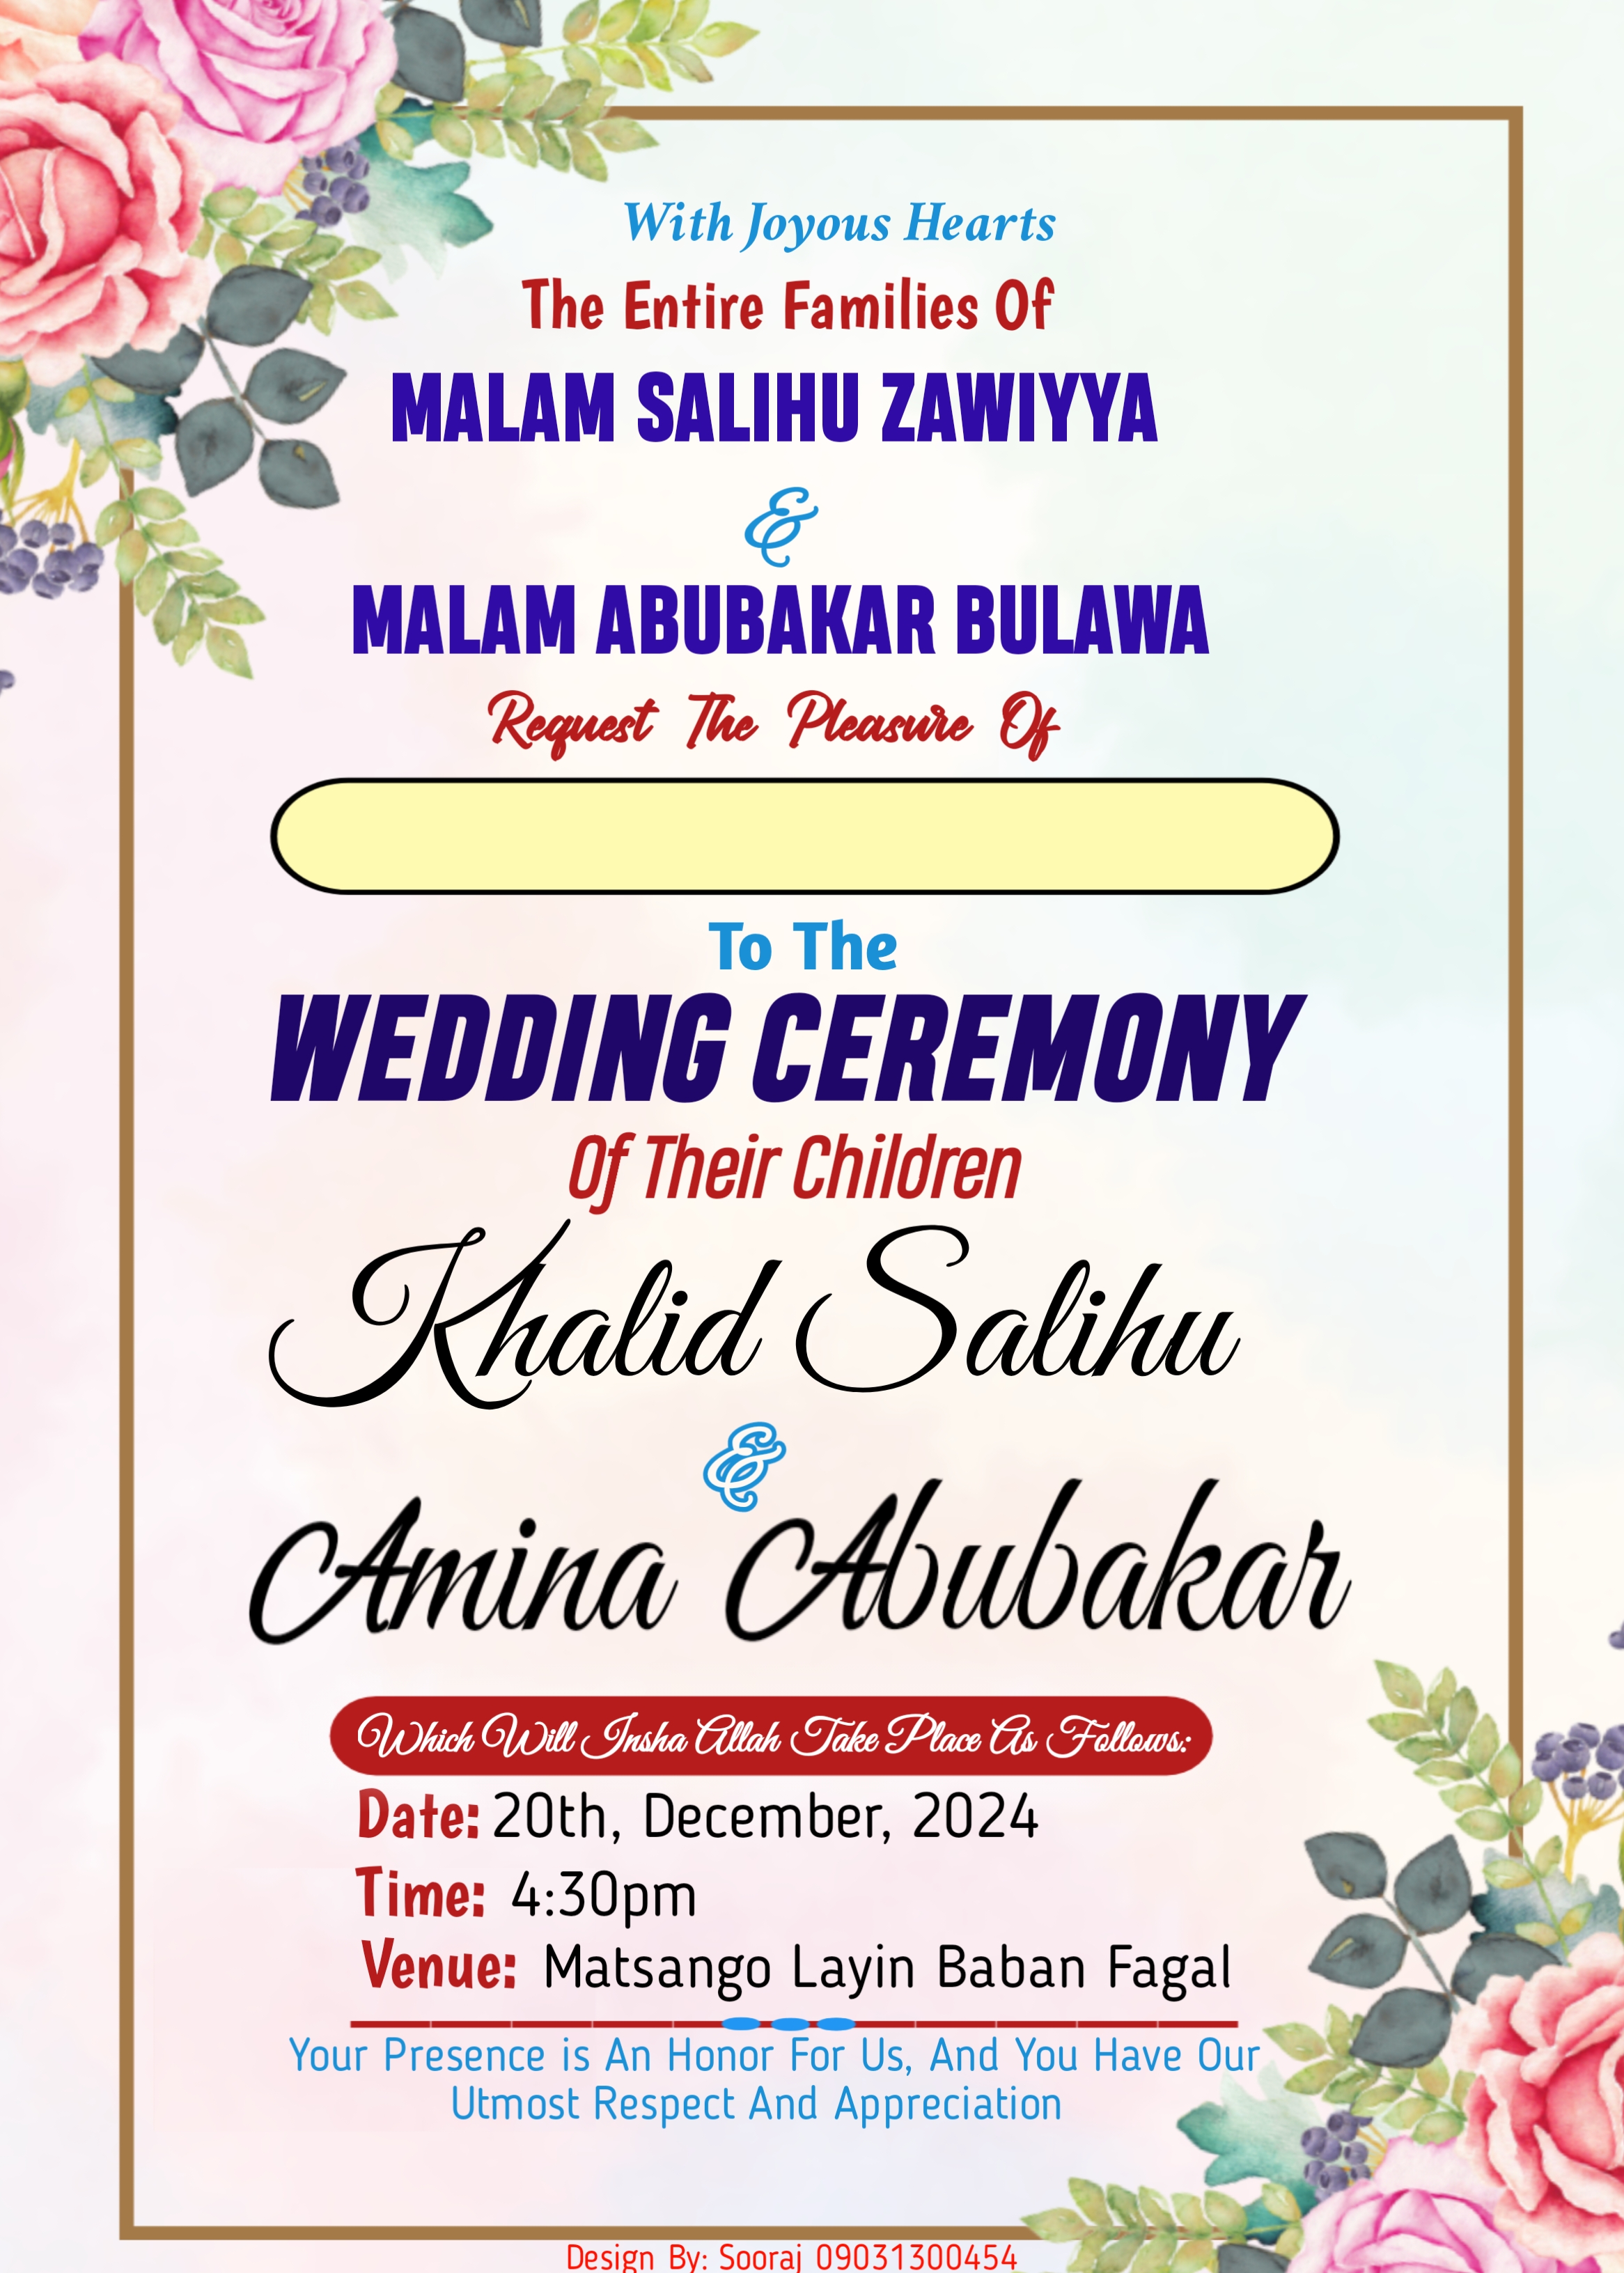 With Joyous Hearts
The Entire Families Of
MALAM SALIHU ZAWIYYA
&
MALAM ABUBAKAR BULAWA
Request The Pleasure Of
To The
WEDDING CEREMONY
Of Their Children
Khalid Salihu
&
Amina Abubakar
Which Will Insha Allah Take Place As Follows:
Date: 20th, December, 2024
Time: 4:30pm
Venue: Matsango Layin Baban Fagal
Your Presence is An Honor For Us, And You Have Our
Utmost Respect And Appreciation
Design By: Sooraj 09031300454